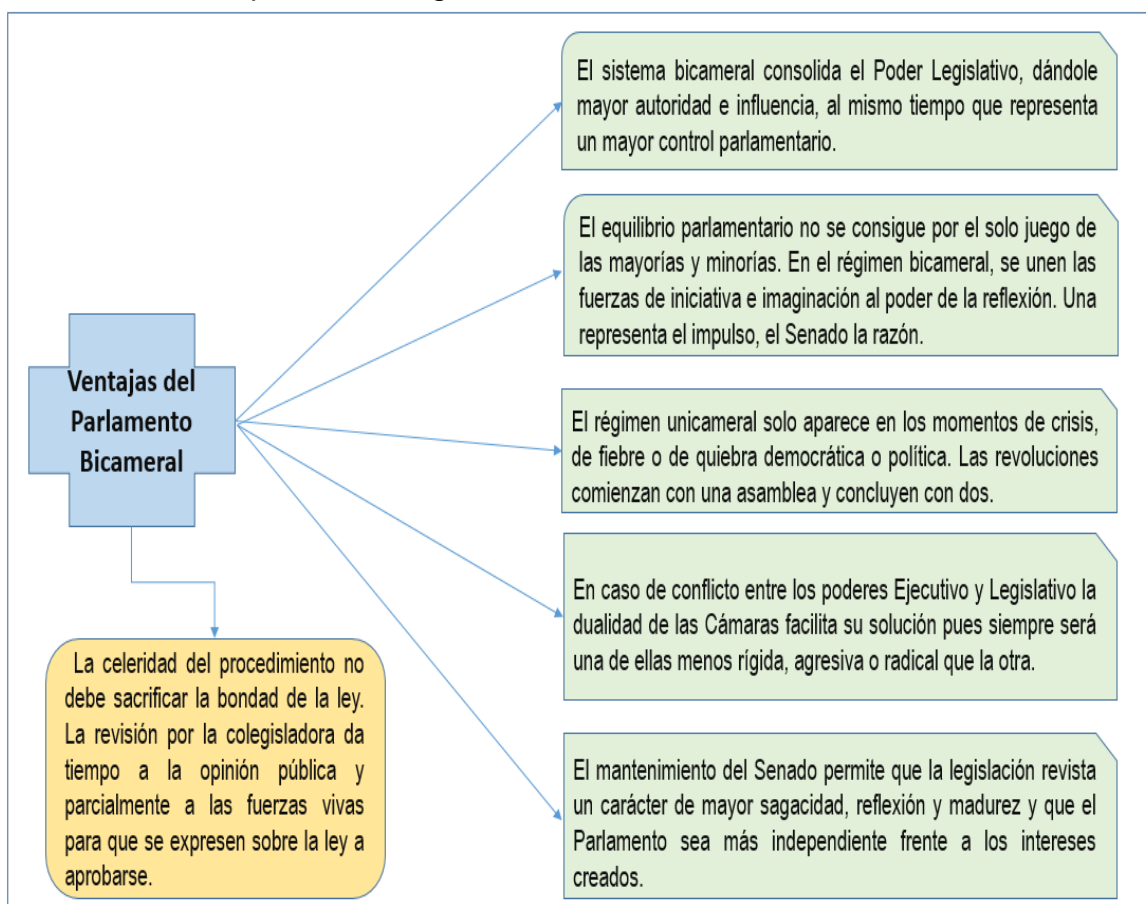 Ventajas del
Parlamento
Bicameral
El sistema bicameral consolida el Poder Legislativo, dándole
mayor autoridad e influencia, al mismo tiempo que representa
un mayor control parlamentario.
El equilibrio parlamentario no se consigue por el solo juego de
las mayorías y minorías. En el régimen bicameral, se unen las
fuerzas de iniciativa e imaginación al poder de la reflexión. Una
representa el impulso, el Senado la razón.
El régimen unicameral solo aparece en los momentos de crisis,
de fiebre o de quiebra democrática o política. Las revoluciones
comienzan con una asamblea y concluyen con dos.
En caso de conflicto entre los poderes Ejecutivo y Legislativo la
dualidad de las Cámaras facilita su solución pues siempre será
una de ellas menos rígida, agresiva o radical que la otra.
El mantenimiento del Senado permite que la legislación revista
un carácter de mayor sagacidad, reflexión y madurez y que el
Parlamento sea más independiente frente a los intereses
creados.
La celeridad del procedimiento no
debe sacrificar la bondad de la ley.
La revisión por la colegisladora da
tiempo a la opinión pública y
parcialmente a las fuerzas vivas
para que se expresen sobre la ley a
aprobarse.